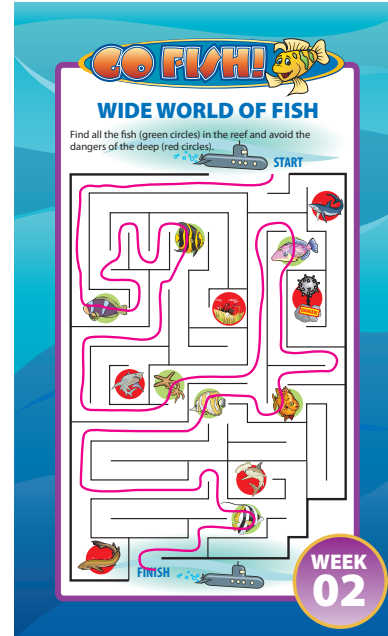 GO FISH!
WIDE WORLD OF FISH
Find all the fish (green circles) in the reef and avoid the
dangers of the deep (red circles).
START
DANGER!
FINISH
WEEK
02